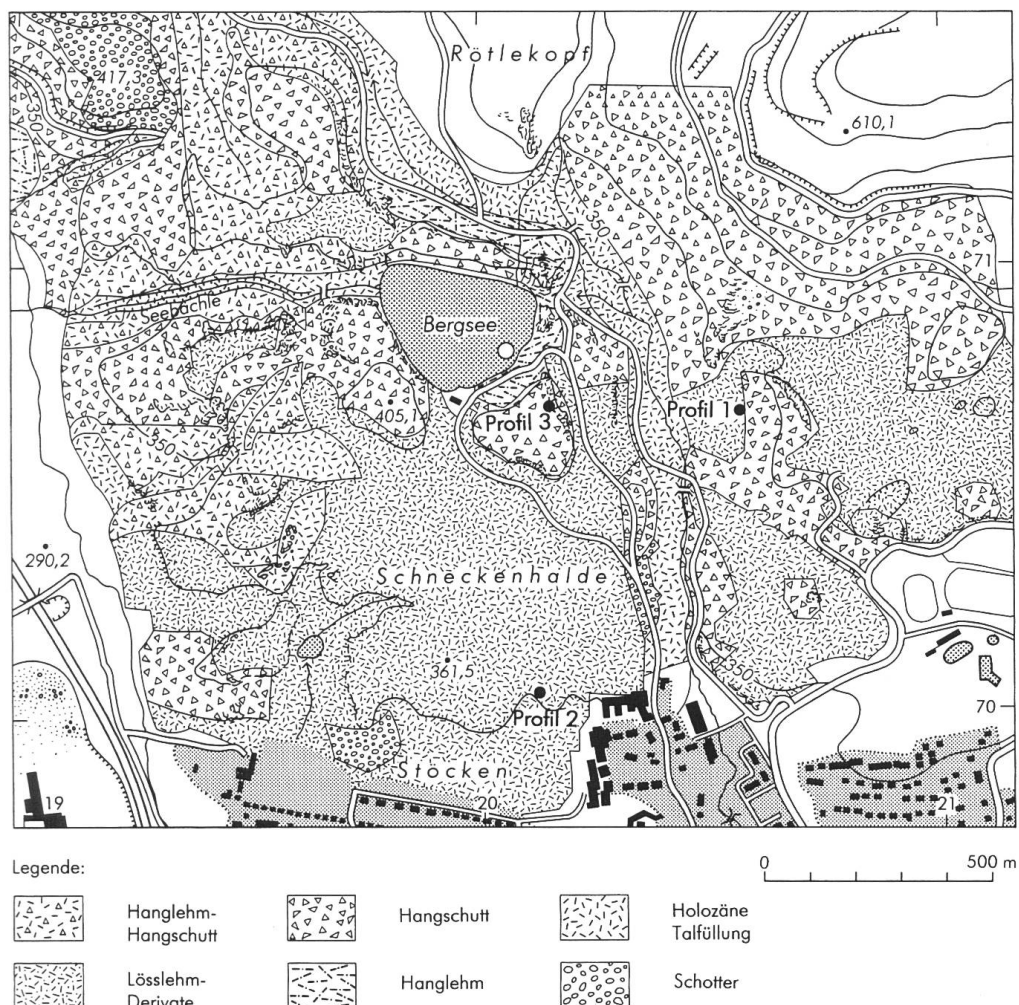 Rötlekopf
417,3
350
610,1
350
71
Seebächle
Bergsee
405,1
Profil 1
Profil 3
350
290,2
Schneckenhalde
361,5
350
Profil 2
70
Stöcken
19
20
21
Legende:
0 500 m
Hanglehm-
Hangschutt
Hangschutt
Holozäne
Talfüllung
Lösslehm-
Derivate
Hanglehm
Schotter